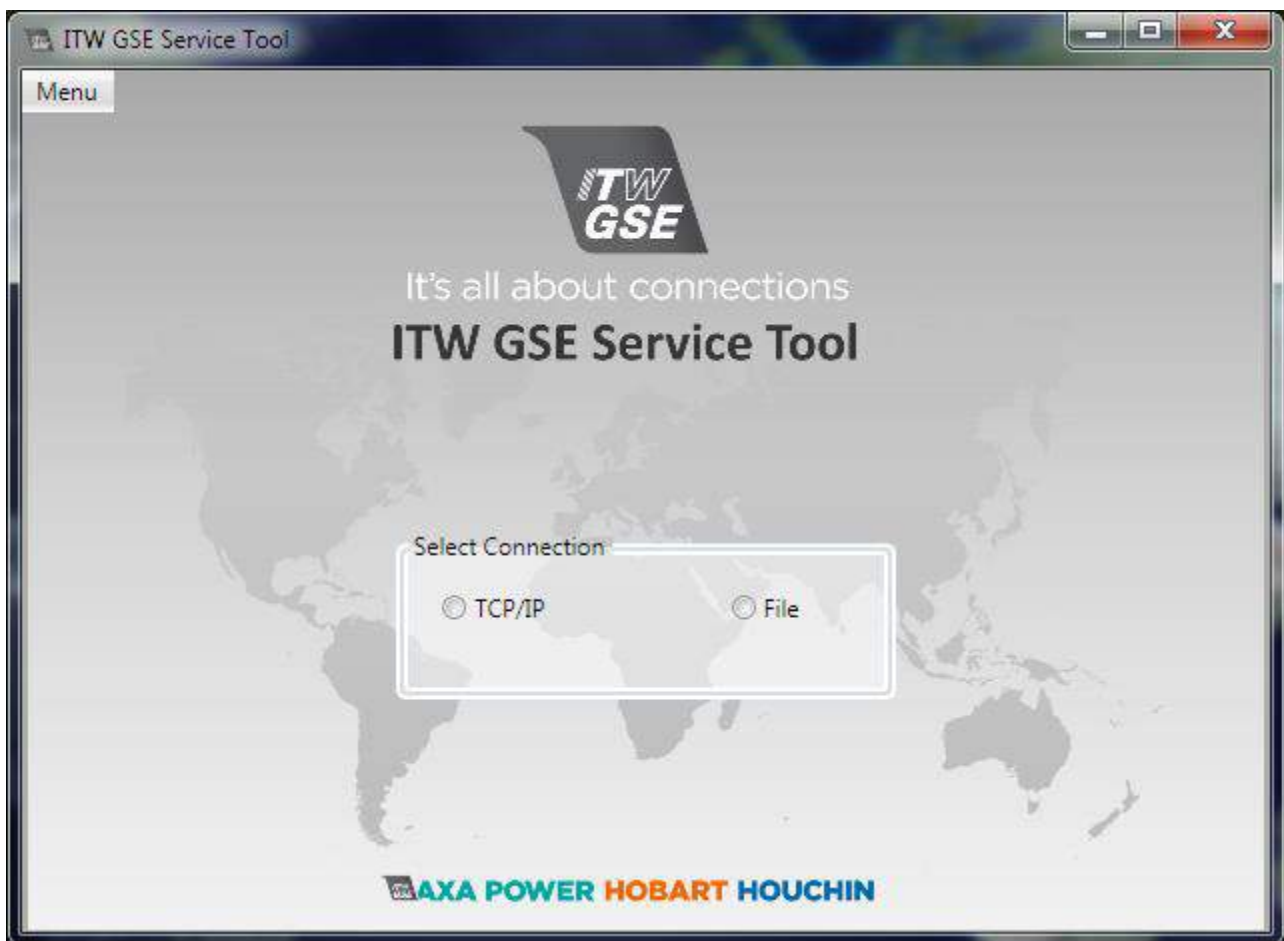 ITW GSE Service Tool
Menu
ITW
GSE
It's all about connections
ITW GSE Service Tool
Select Connection
TCP/IP File
AXA POWER HOBART HOUCHIN